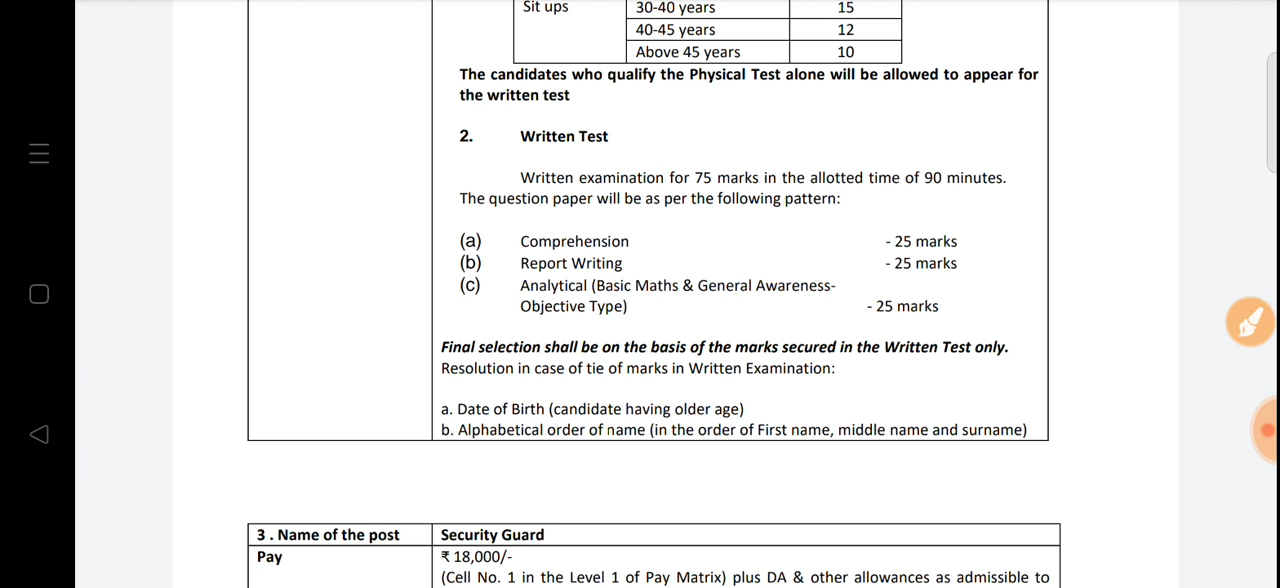 Sit ups 30-40 years 15
40-45 years 12
Above 45 years 10
The candidates who qualify the Physical Test alone will be allowed to appear for
the written test
2. Written Test
Written examination for 75 marks in the allotted time of 90 minutes.
The question paper will be as per the following pattern:
(a) Comprehension - 25 marks
(b) Report Writing - 25 marks
(c) Analytical (Basic Maths & General Awareness-
Objective Type) - 25 marks
Final selection shall be on the basis of the marks secured in the Written Test only.
Resolution in case of tie of marks in Written Examination:
a. Date of Birth (candidate having older age)
b. Alphabetical order of name (in the order of First name, middle name and surname)
3 . Name of the post Security Guard
Pay ₹ 18,000/-
(Cell No. 1 in the Level 1 of Pay Matrix) plus DA & other allowances as admissible to